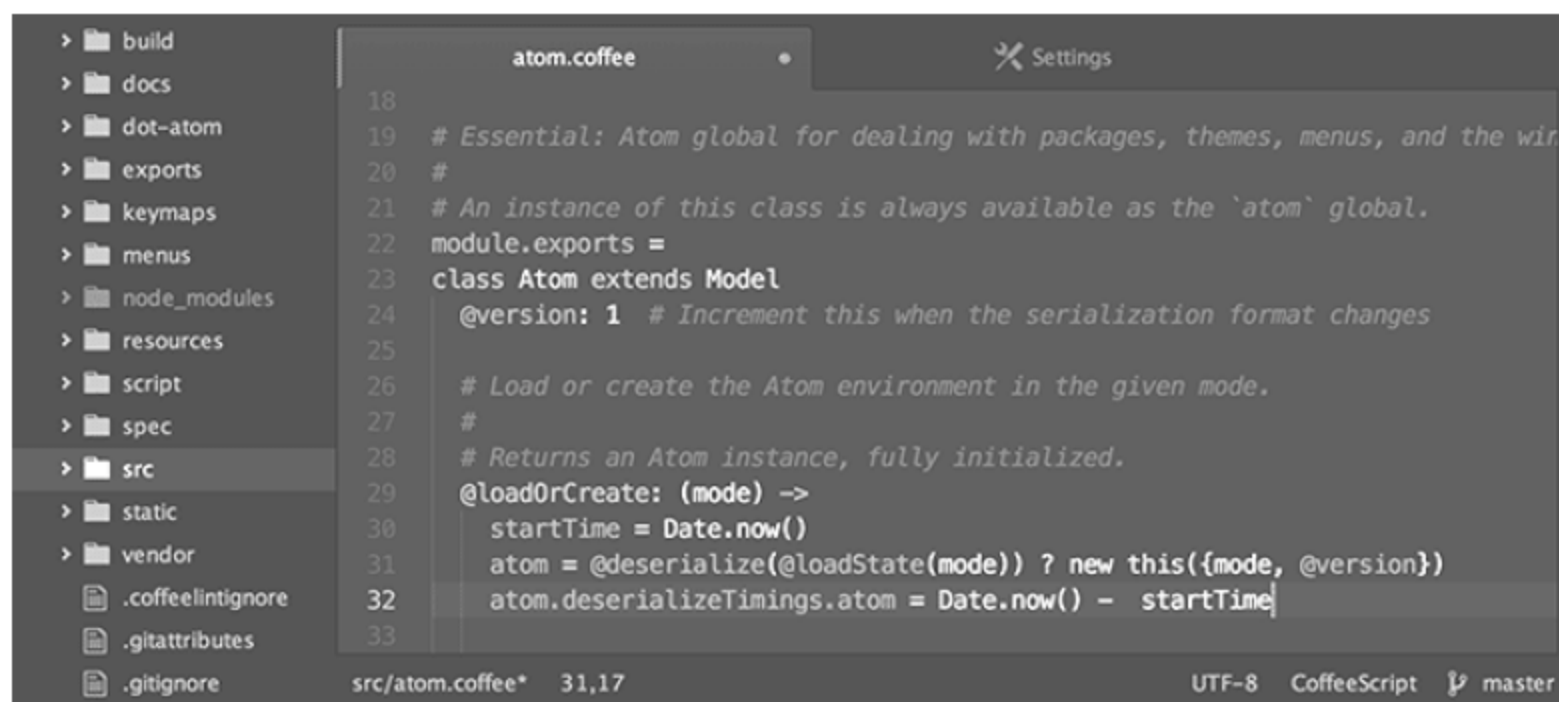 build
docs
dot-atom
exports
keymaps
menus
node_modules
resources
script
spec
src
static
vendor
.coffeelintignore
.gitattributes
.gitignore
atom.coffee
Settings
18
19 # Essential: Atom global for dealing with packages, themes, menus, and the win
20 #
21 # An instance of this class is always available as the `atom` global.
22 module.exports =
23 class Atom extends Model
24 @version: 1 # Increment this when the serialization format changes
25
26 # Load or create the Atom environment in the given mode.
27 #
28 # Returns an Atom instance, fully initialized.
29 @loadOrCreate: (mode) ->
30 startTime = Date.now()
31 atom = @deserialize(@loadState(mode)) ? new this({mode, @version})
32 atom.deserializeTimings.atom = Date.now() - startTime
33
src/atom.coffee* 31,17 UTF-8 CoffeeScript master